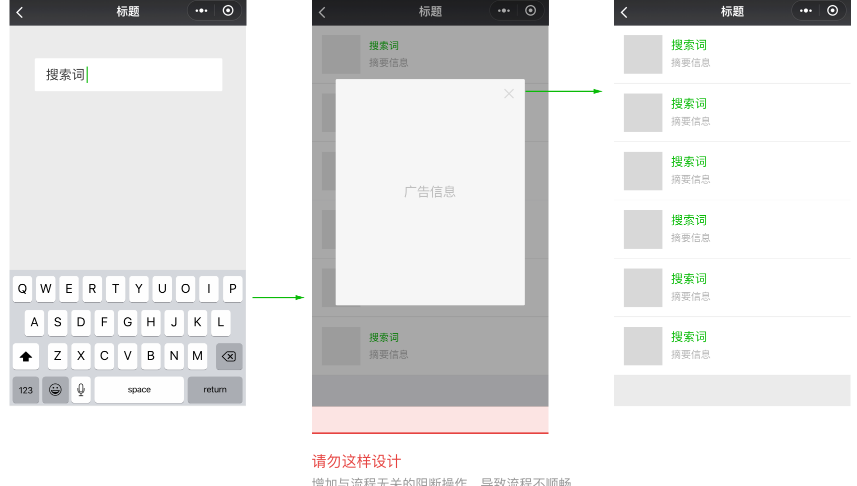 标题
搜索词
Q W E R T Y U O I P
A S D F G H J K L
Z X C V B N M
123 space return
标题
搜索词
摘要信息
广告信息
搜索词
摘要信息
请勿这样设计
增加与流程无关的阻断操作，导致流程不顺畅
标题
搜索词
摘要信息
搜索词
摘要信息
搜索词
摘要信息
搜索词
摘要信息
搜索词
摘要信息
搜索词
摘要信息